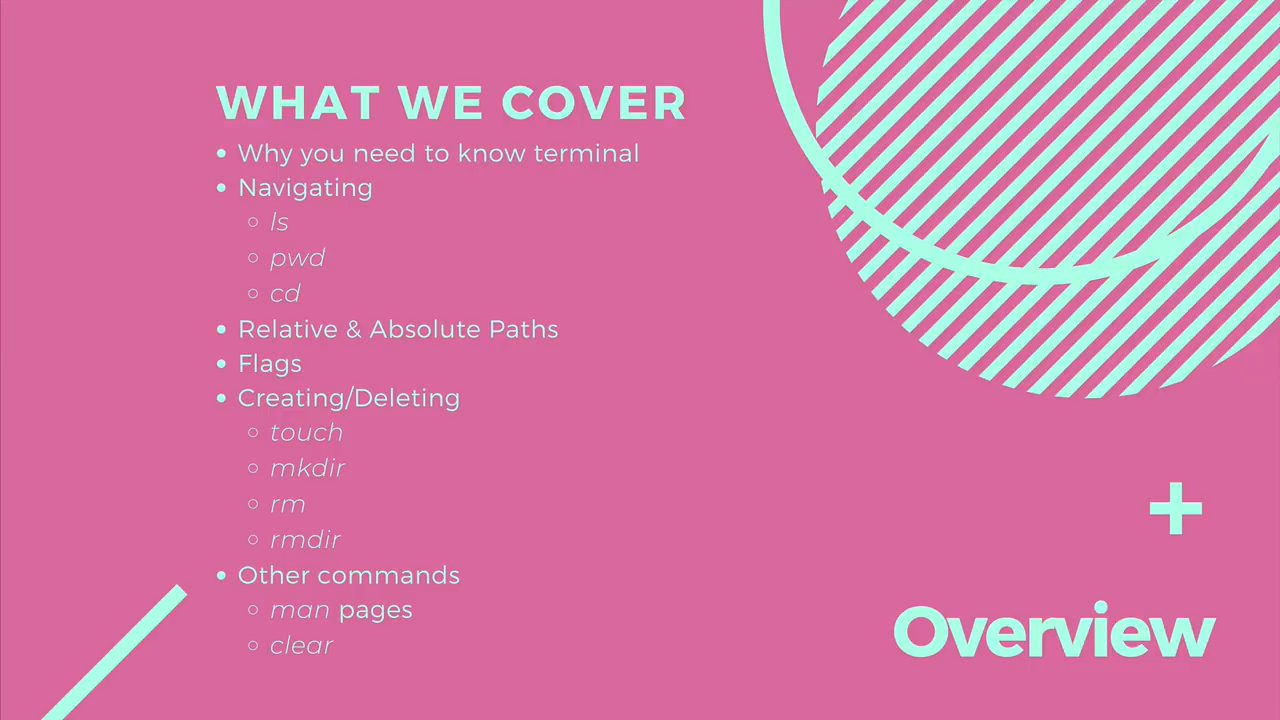 WHAT WE COVER
• Why you need to know terminal
• Navigating
○ ls
○ pwd
○ cd
• Relative & Absolute Paths
• Flags
• Creating/Deleting
○ touch
○ mkdir
○ rm
○ rmdir
• Other commands
○ man pages
○ clear
Overview